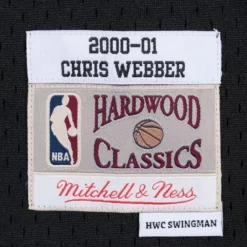 2000-01
CHRIS WEBBER
NBA
HARDWOOD
CLASSICS
Mitchell & Ness
HWC SWINGMAN